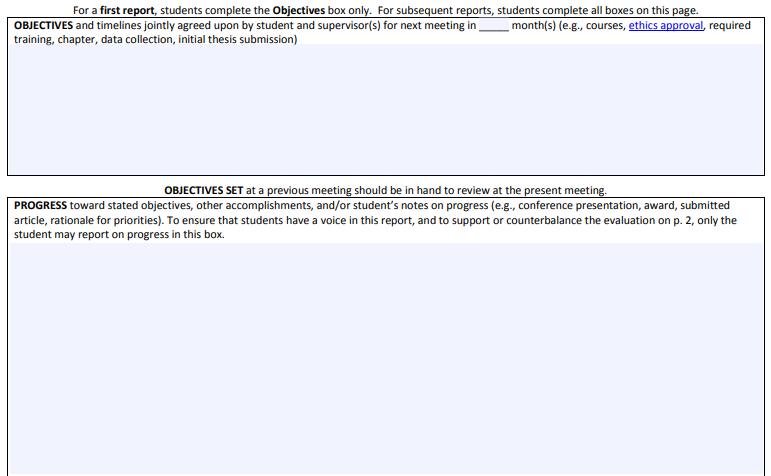 For a first report, students complete the Objectives box only. For subsequent reports, students complete all boxes on this page.
OBJECTIVES and timelines jointly agreed upon by student and supervisor(s) for next meeting in _____ month(s) (e.g., courses, ethics approval, required
training, chapter, data collection, initial thesis submission)
OBJECTIVES SET at a previous meeting should be in hand to review at the present meeting.
PROGRESS toward stated objectives, other accomplishments, and/or student's notes on progress (e.g., conference presentation, award, submitted
article, rationale for priorities). To ensure that students have a voice in this report, and to support or counterbalance the evaluation on p. 2, only the
student may report on progress in this box.